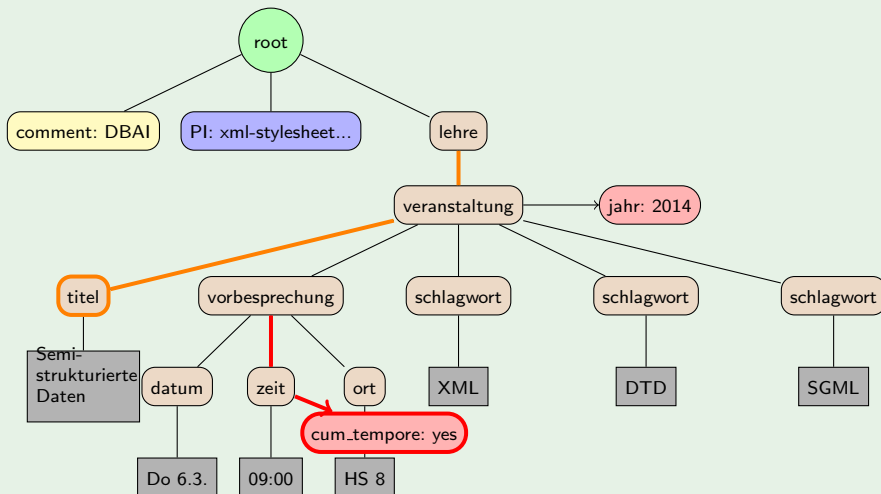 root
comment: DBAI
PI: xml-stylesheet...
lehre
veranstaltung
jahr: 2014
titel
vorbesprechung
schlagwort
schlagwort
schlagwort
Semi-
strukturierte
Daten
datum
zeit
ort
XML
DTD
SGML
cum_tempore: yes
Do 6.3.
09:00
HS 8